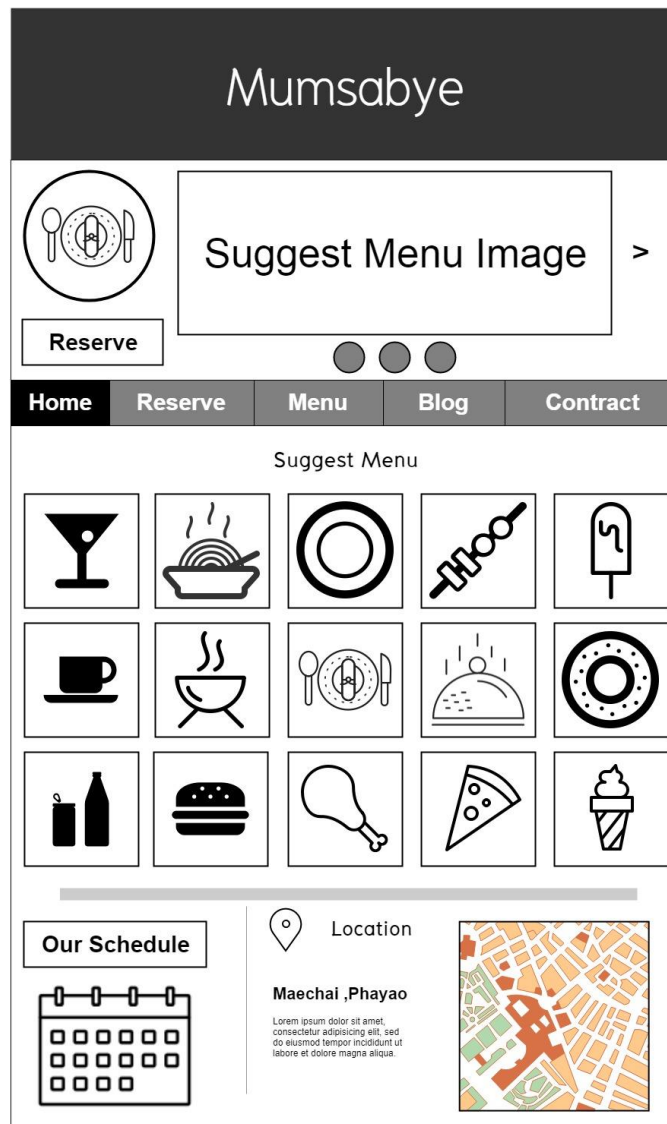 Mumsabye
Suggest Menu Image
>
Reserve
Home Reserve Menu Blog Contract
Suggest Menu
Our Schedule
Location
Maechai ,Phayao
Lorem ipsum dolor sit amet,
consectetur adipisicing elit, sed
do eiusmod tempor incididunt ut
labore et dolore magna aliqua.